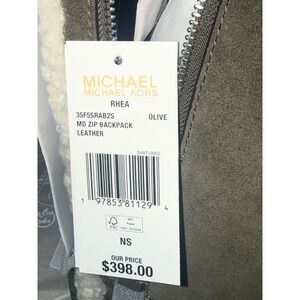 MICHAEL
MICHAEL KORS
RHEA
35F5SRAB2S OLIVE
MD ZIP BACKPACK
LEATHER
1 97853 81129 4
NS
OUR PRICE
$398.00